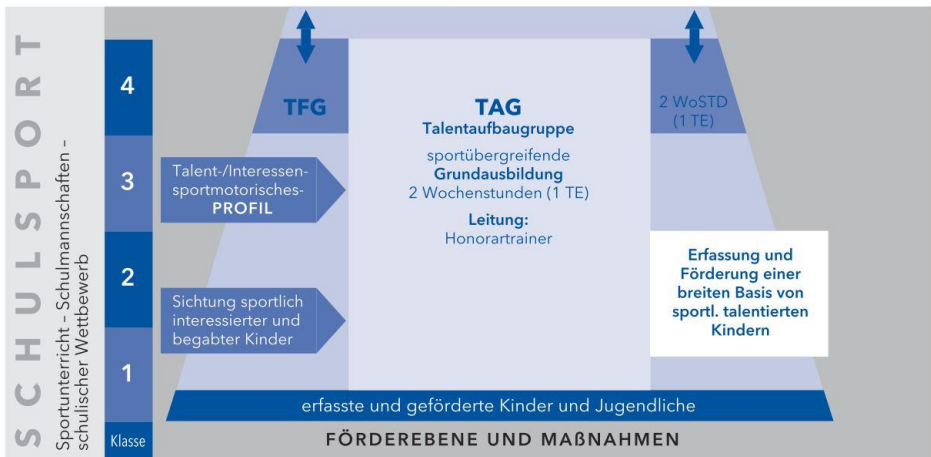 SCHULSPORT
Sportunterricht – Schulmannschaften –
schulischer Wettbewerb
4
3
2
1
Klasse
TFG
TAG
Talentaufbaugruppe
sportübergreifende
Grundausbildung
2 Wochenstunden (1 TE)
Leitung:
Honorartrainer
2 WoSTD
(1 TE)
Talent-/Interessen-
sportmotorisches-
PROFIL
Sichtung sportlich
interessierter und
begabter Kinder
Erfassung und
Förderung einer
breiten Basis von
sportl. talentierten
Kindern
erfasste und geförderte Kinder und Jugendliche
FÖRDEREBENE UND MAßNAHMEN